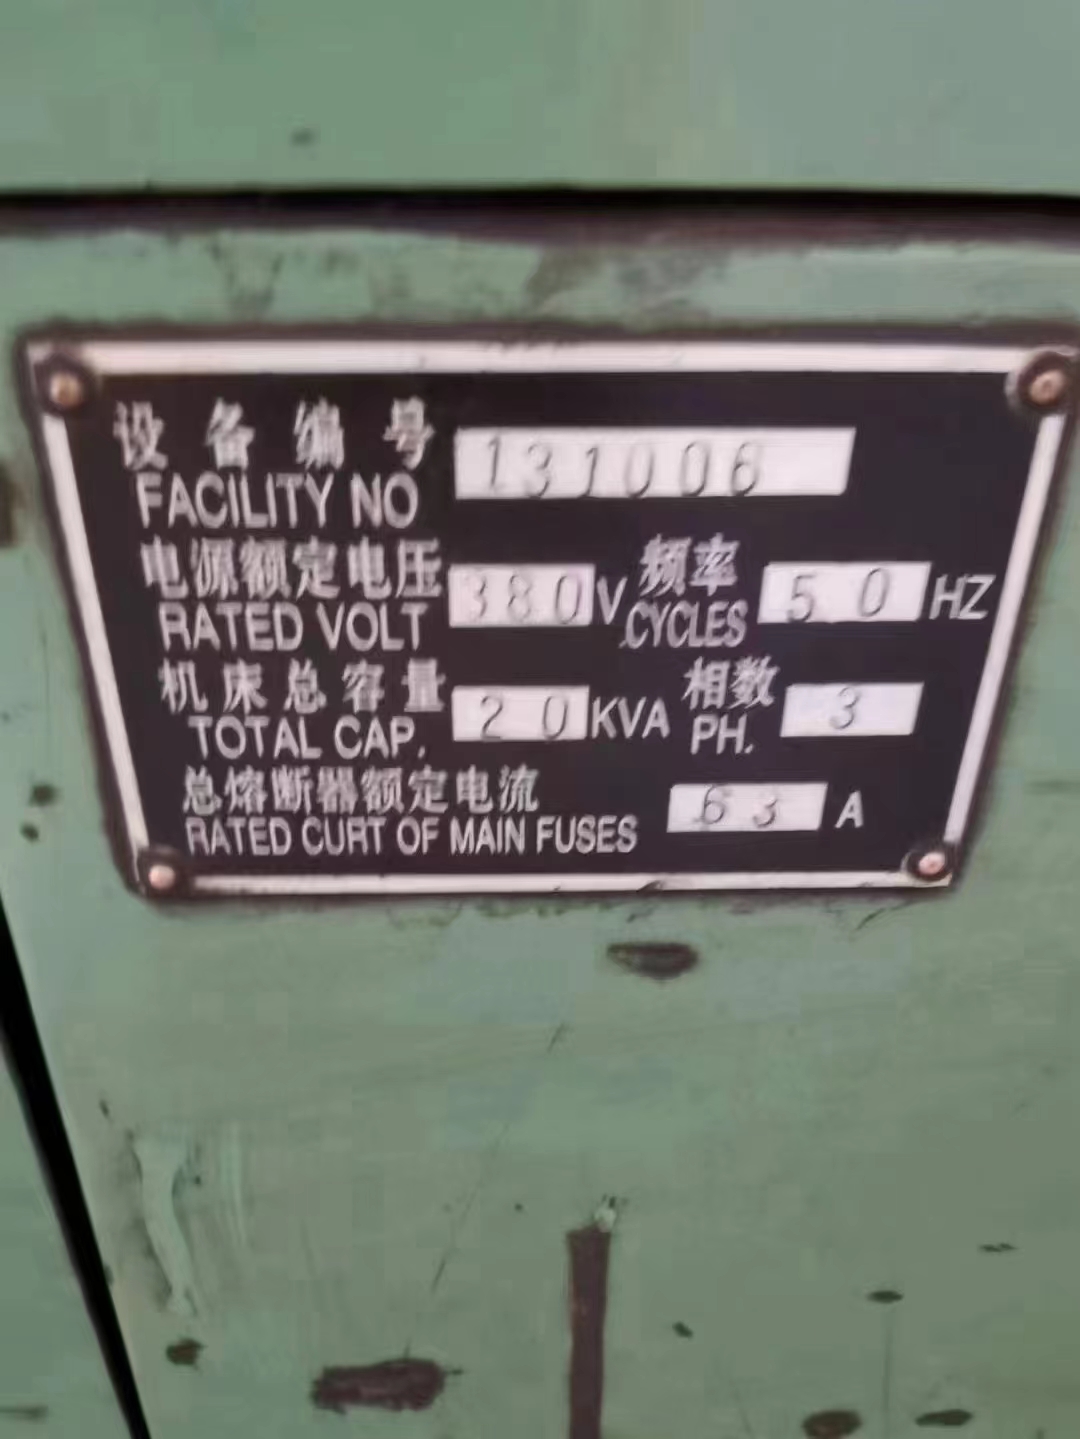 设备编号 131006
FACILITY NO
电源额定电压 380 V 频率 50 HZ
RATED VOLT CYCLES
机床总容量 20 KVA 相数 3
TOTAL CAP. PH.
总熔断器额定电流 63 A
RATED CURT OF MAIN FUSES